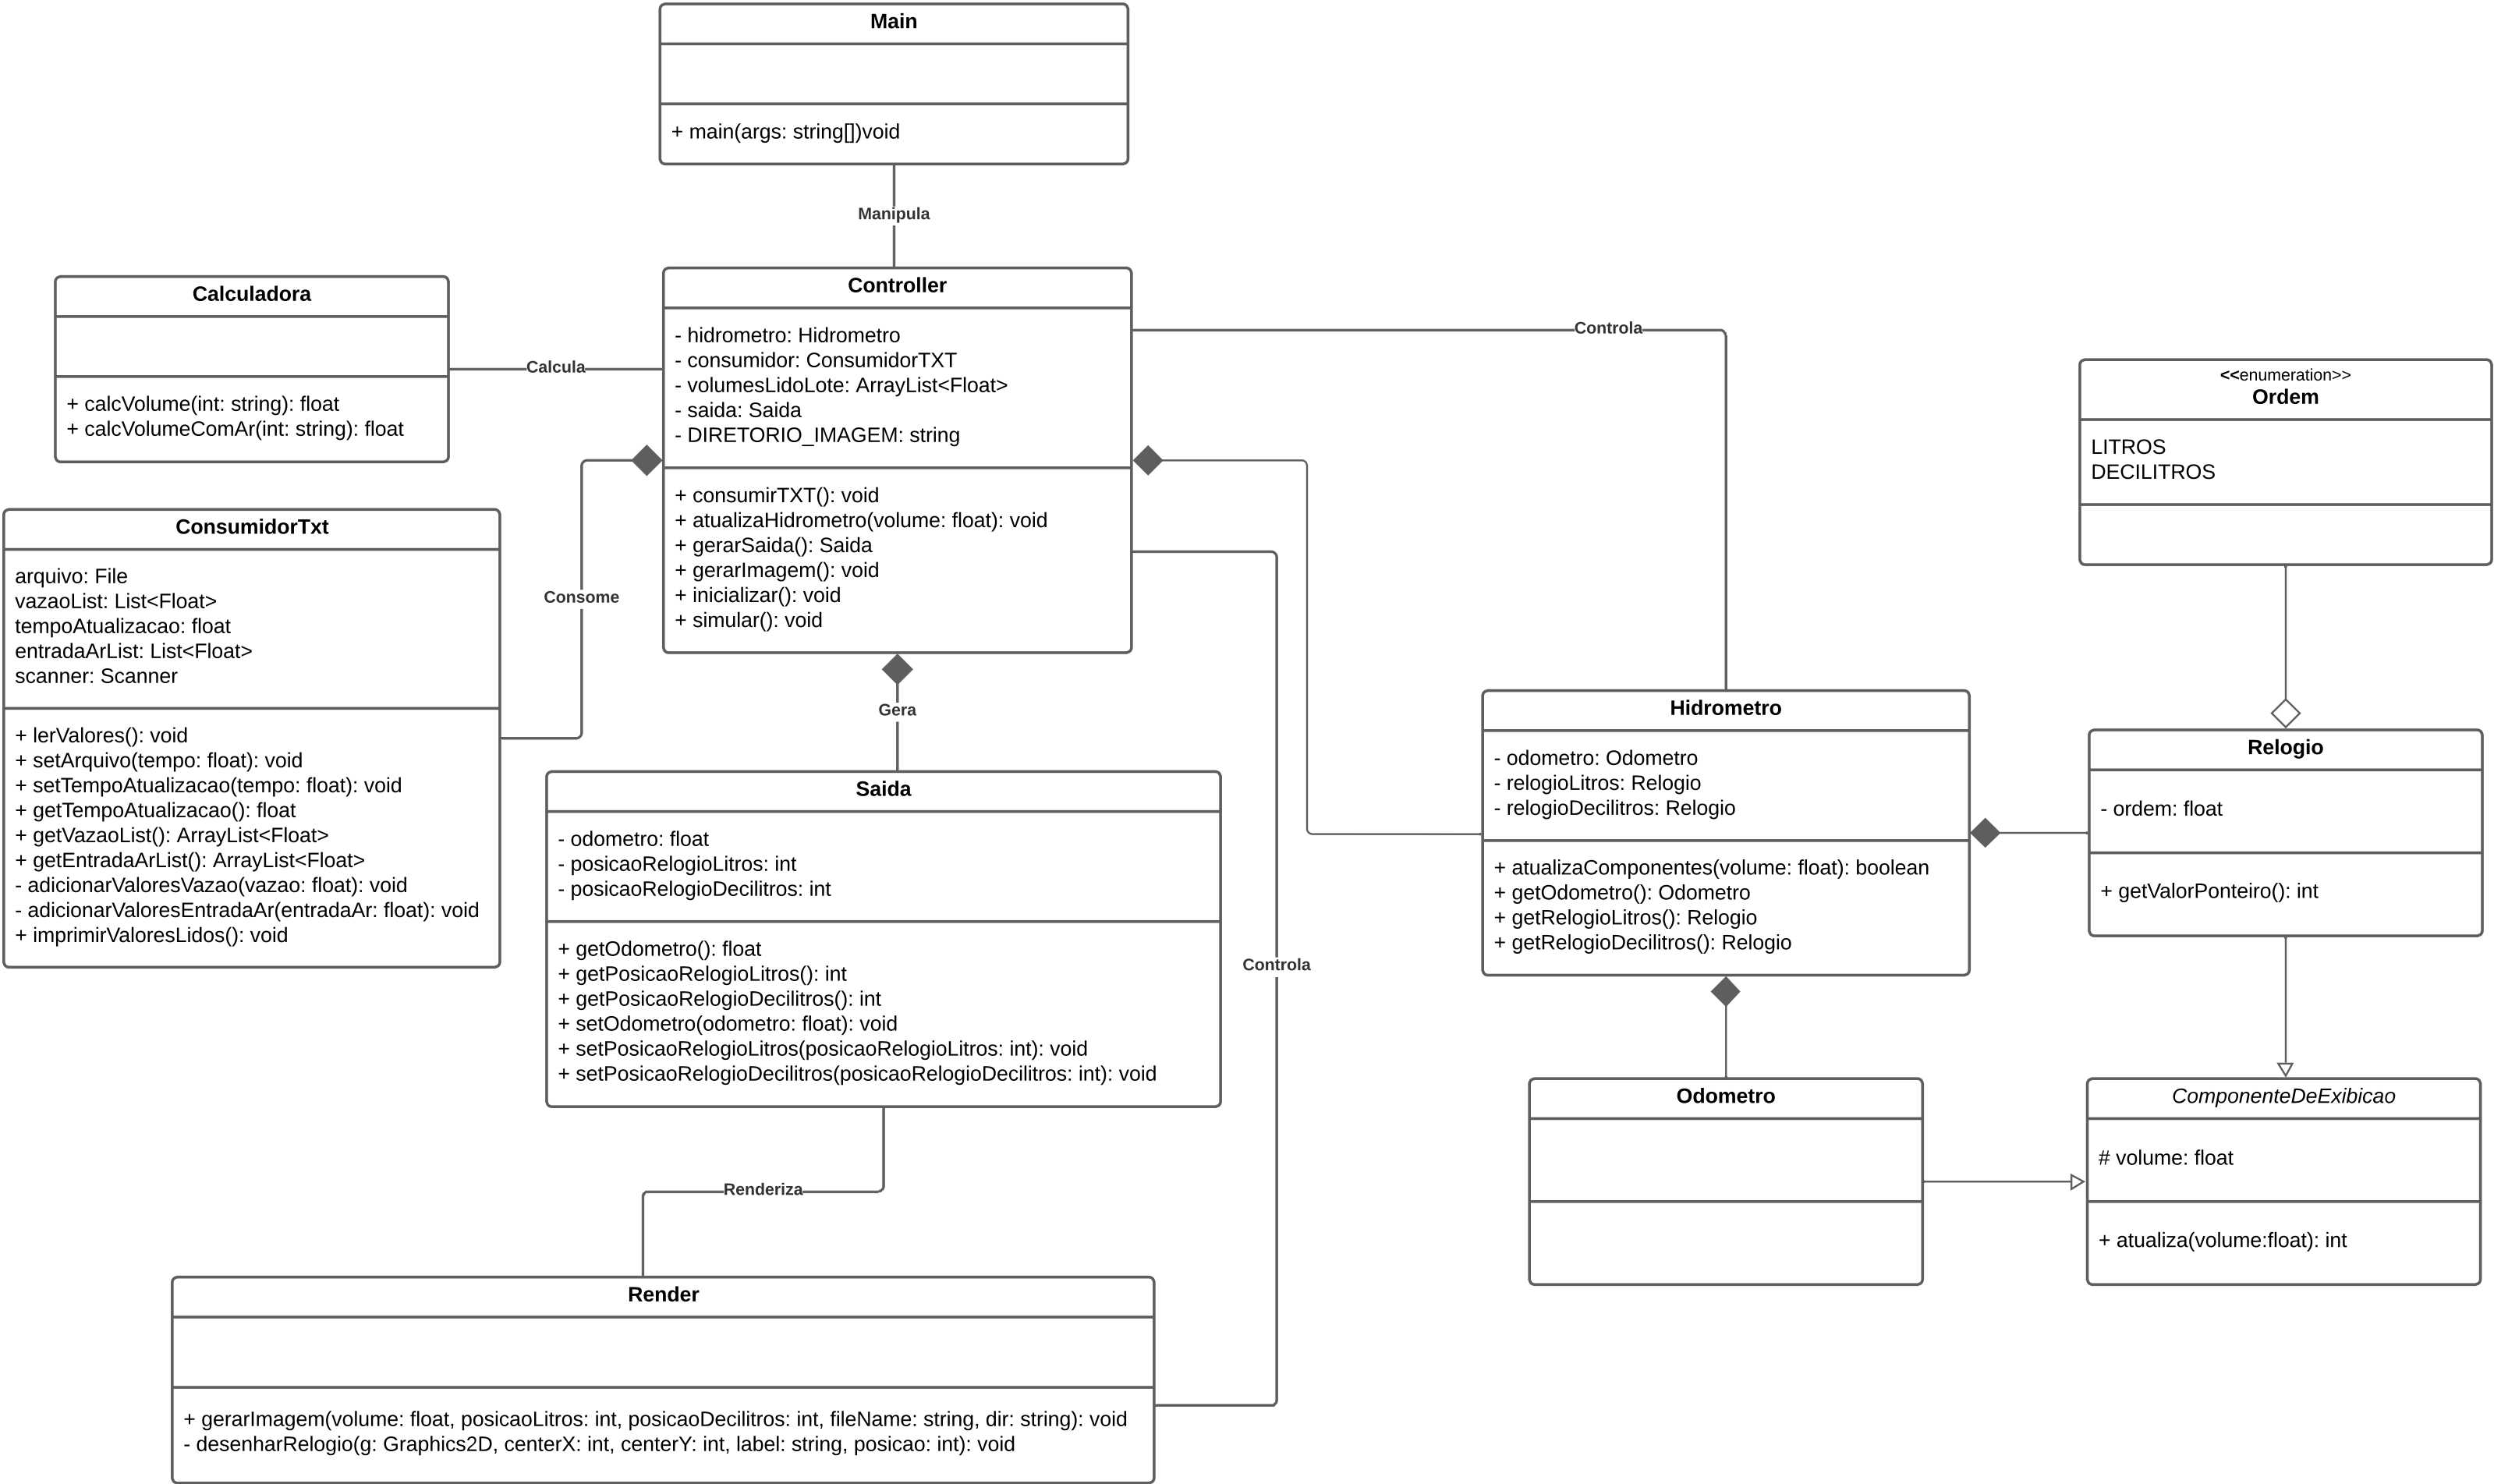 Main
+ main(args: string[])void
Manipula
Calculadora
+ calcVolume(int: string): float
+ calcVolumeComAr(int: string): float
Calcula
Controller
- hidrometro: Hidrometro
- consumidor: ConsumidorTXT
- volumesLidoLote: ArrayList<Float>
- saida: Saida
- DIRETORIO_IMAGEM: string
+ consumirTXT(): void
+ atualizaHidrometro(volume: float): void
+ gerarSaida(): Saida
+ gerarImagem(): void
+ inicializar(): void
+ simular(): void
Controla
<<enumeration>>
Ordem
LITROS
DECILITROS
ConsumidorTxt
arquivo: File
vazaoList: List<Float>
tempoAtualizacao: float
entradaArList: List<Float>
scanner: Scanner
+ lerValores(): void
+ setArquivo(tempo: float): void
+ setTempoAtualizacao(tempo: float): void
+ getTempoAtualizacao(): float
+ getVazaoList(): ArrayList<Float>
+ getEntradaArList(): ArrayList<Float>
- adicionarValoresVazao(vazao: float): void
- adicionarValoresEntradaAr(entradaAr: float): void
+ imprimirValoresLidos(): void
Consome
Gera
Saida
- odometro: float
- posicaoRelogioLitros: int
- posicaoRelogioDecilitros: int
+ getOdometro(): float
+ getPosicaoRelogioLitros(): int
+ getPosicaoRelogioDecilitros(): int
+ setOdometro(odometro: float): void
+ setPosicaoRelogioLitros(posicaoRelogioLitros: int): void
+ setPosicaoRelogioDecilitros(posicaoRelogioDecilitros: int): void
Controla
Hidrometro
- odometro: Odometro
- relogioLitros: Relogio
- relogioDecilitros: Relogio
+ atualizaComponentes(volume: float): boolean
+ getOdometro(): Odometro
+ getRelogioLitros(): Relogio
+ getRelogioDecilitros(): Relogio
Relogio
- ordem: float
+ getValorPonteiro(): int
Odometro
ComponenteDeExibicao
# volume: float
+ atualiza(volume:float): int
Renderiza
Render
+ gerarImagem(volume: float, posicaoLitros: int, posicaoDecilitros: int, fileName: string, dir: string): void
- desenharRelogio(g: Graphics2D, centerX: int, centerY: int, label: string, posicao: int): void